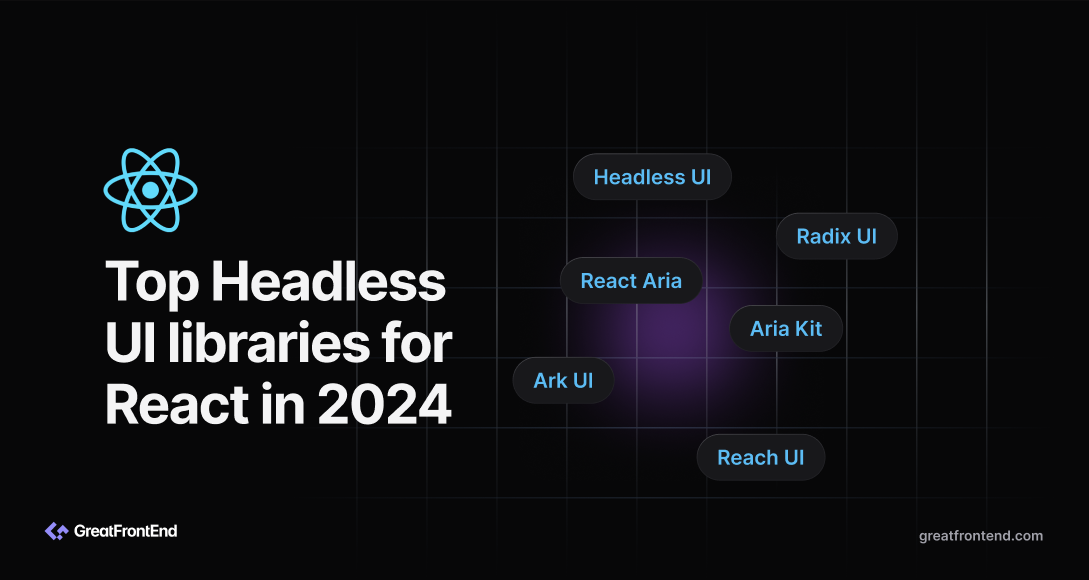 Top Headless
UI libraries for
React in 2024
Headless UI
Radix UI
React Aria
Aria Kit
Ark UI
Reach UI
GreatFrontEnd
greatfrontend.com